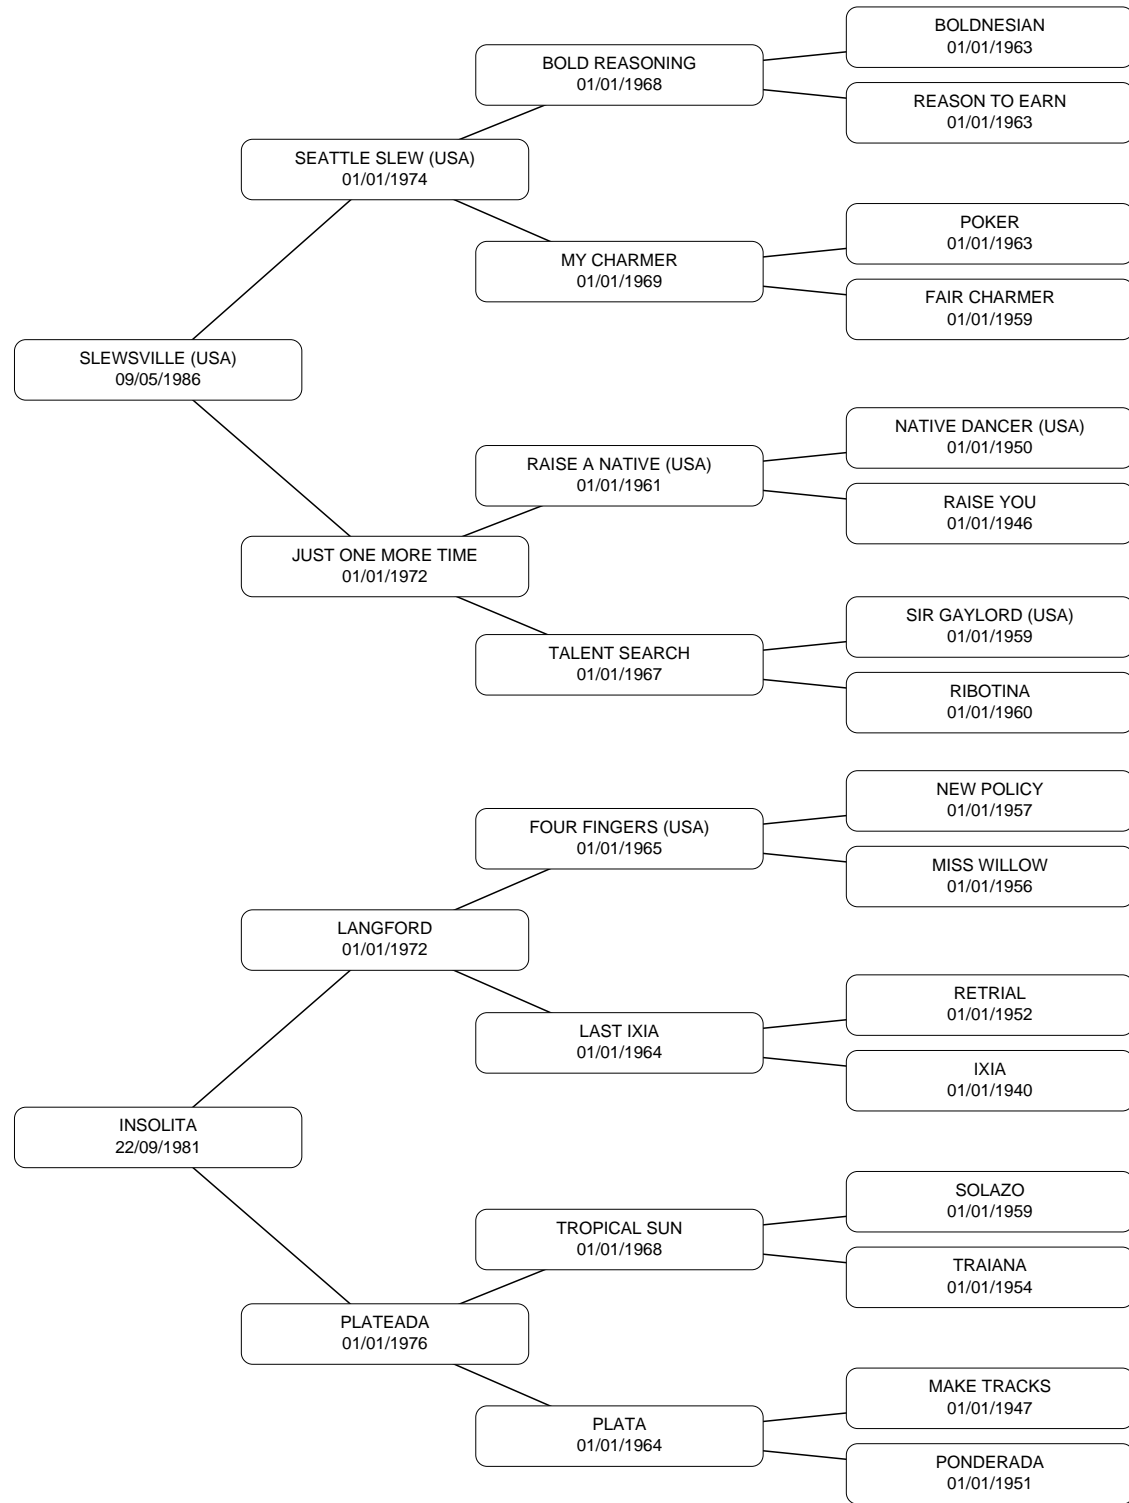 BOLDNESIAN
01/01/1963
BOLD REASONING
01/01/1968
REASON TO EARN
01/01/1963
SEATTLE SLEW (USA)
01/01/1974
POKER
01/01/1963
MY CHARMER
01/01/1969
FAIR CHARMER
01/01/1959
SLEWSVILLE (USA)
09/05/1986
NATIVE DANCER (USA)
01/01/1950
RAISE A NATIVE (USA)
01/01/1961
RAISE YOU
01/01/1946
JUST ONE MORE TIME
01/01/1972
SIR GAYLORD (USA)
01/01/1959
TALENT SEARCH
01/01/1967
RIBOTINA
01/01/1960
NEW POLICY
01/01/1957
FOUR FINGERS (USA)
01/01/1965
MISS WILLOW
01/01/1956
LANGFORD
01/01/1972
RETRIAL
01/01/1952
LAST IXIA
01/01/1964
IXIA
01/01/1940
INSOLITA
22/09/1981
SOLAZO
01/01/1959
TROPICAL SUN
01/01/1968
TRAIANA
01/01/1954
PLATEADA
01/01/1976
MAKE TRACKS
01/01/1947
PLATA
01/01/1964
PONDERADA
01/01/1951